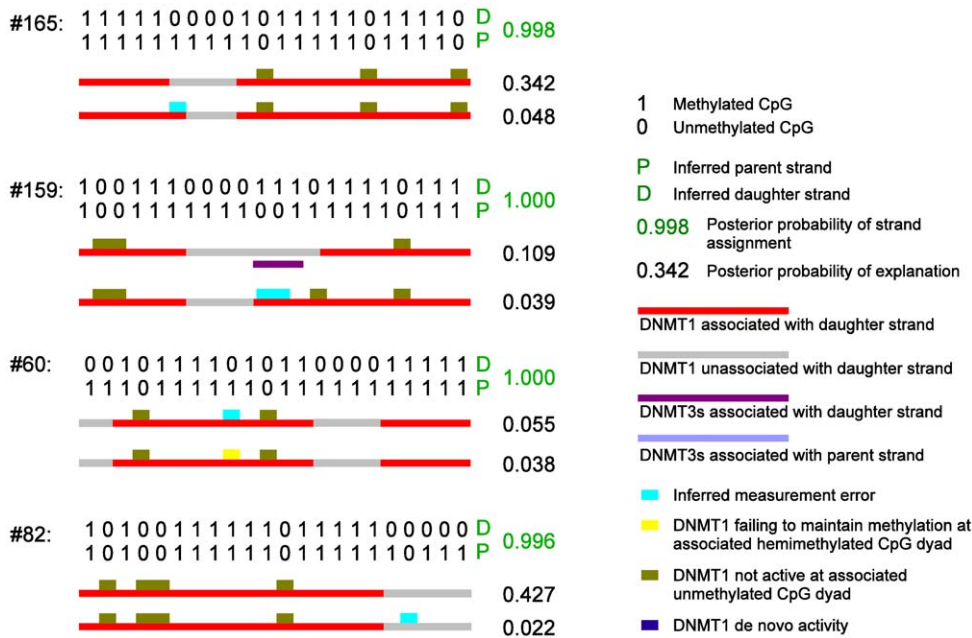 #165:
1 1 1 1 1 0 0 0 0 1 0 1 1 1 1 1 0 1 1 1 1 0 D
1 1 1 1 1 1 1 1 1 1 0 1 1 1 1 1 0 1 1 1 1 0 P
0.998
0.342
0.048
#159:
1 0 0 1 1 1 0 0 0 0 1 1 1 0 1 1 1 1 0 1 1 1 D
1 0 0 1 1 1 1 1 1 1 0 0 1 0 1 1 1 1 0 1 1 1 P
1.000
0.109
0.039
#60:
0 0 1 0 1 1 1 1 0 1 0 1 1 0 0 0 0 1 1 1 1 1 D
1 1 1 0 1 1 1 1 1 1 0 1 1 1 1 1 1 1 1 1 1 1 P
1.000
0.055
0.038
#82:
1 0 1 0 0 1 1 1 1 1 1 0 1 1 1 1 1 0 0 0 0 0 D
1 0 1 0 0 1 1 1 1 1 1 0 1 1 1 1 1 0 0 1 1 1 P
0.996
0.427
0.022
1 Methylated CpG
0 Unmethylated CpG
P Inferred parent strand
D Inferred daughter strand
0.998 Posterior probability of strand
assignment
0.342 Posterior probability of explanation
DNMT1 associated with daughter strand
DNMT1 unassociated with daughter strand
DNMT3s associated with daughter strand
DNMT3s associated with parent strand
Inferred measurement error
DNMT1 failing to maintain methylation at
associated hemimethylated CpG dyad
DNMT1 not active at associated
unmethylated CpG dyad
DNMT1 de novo activity